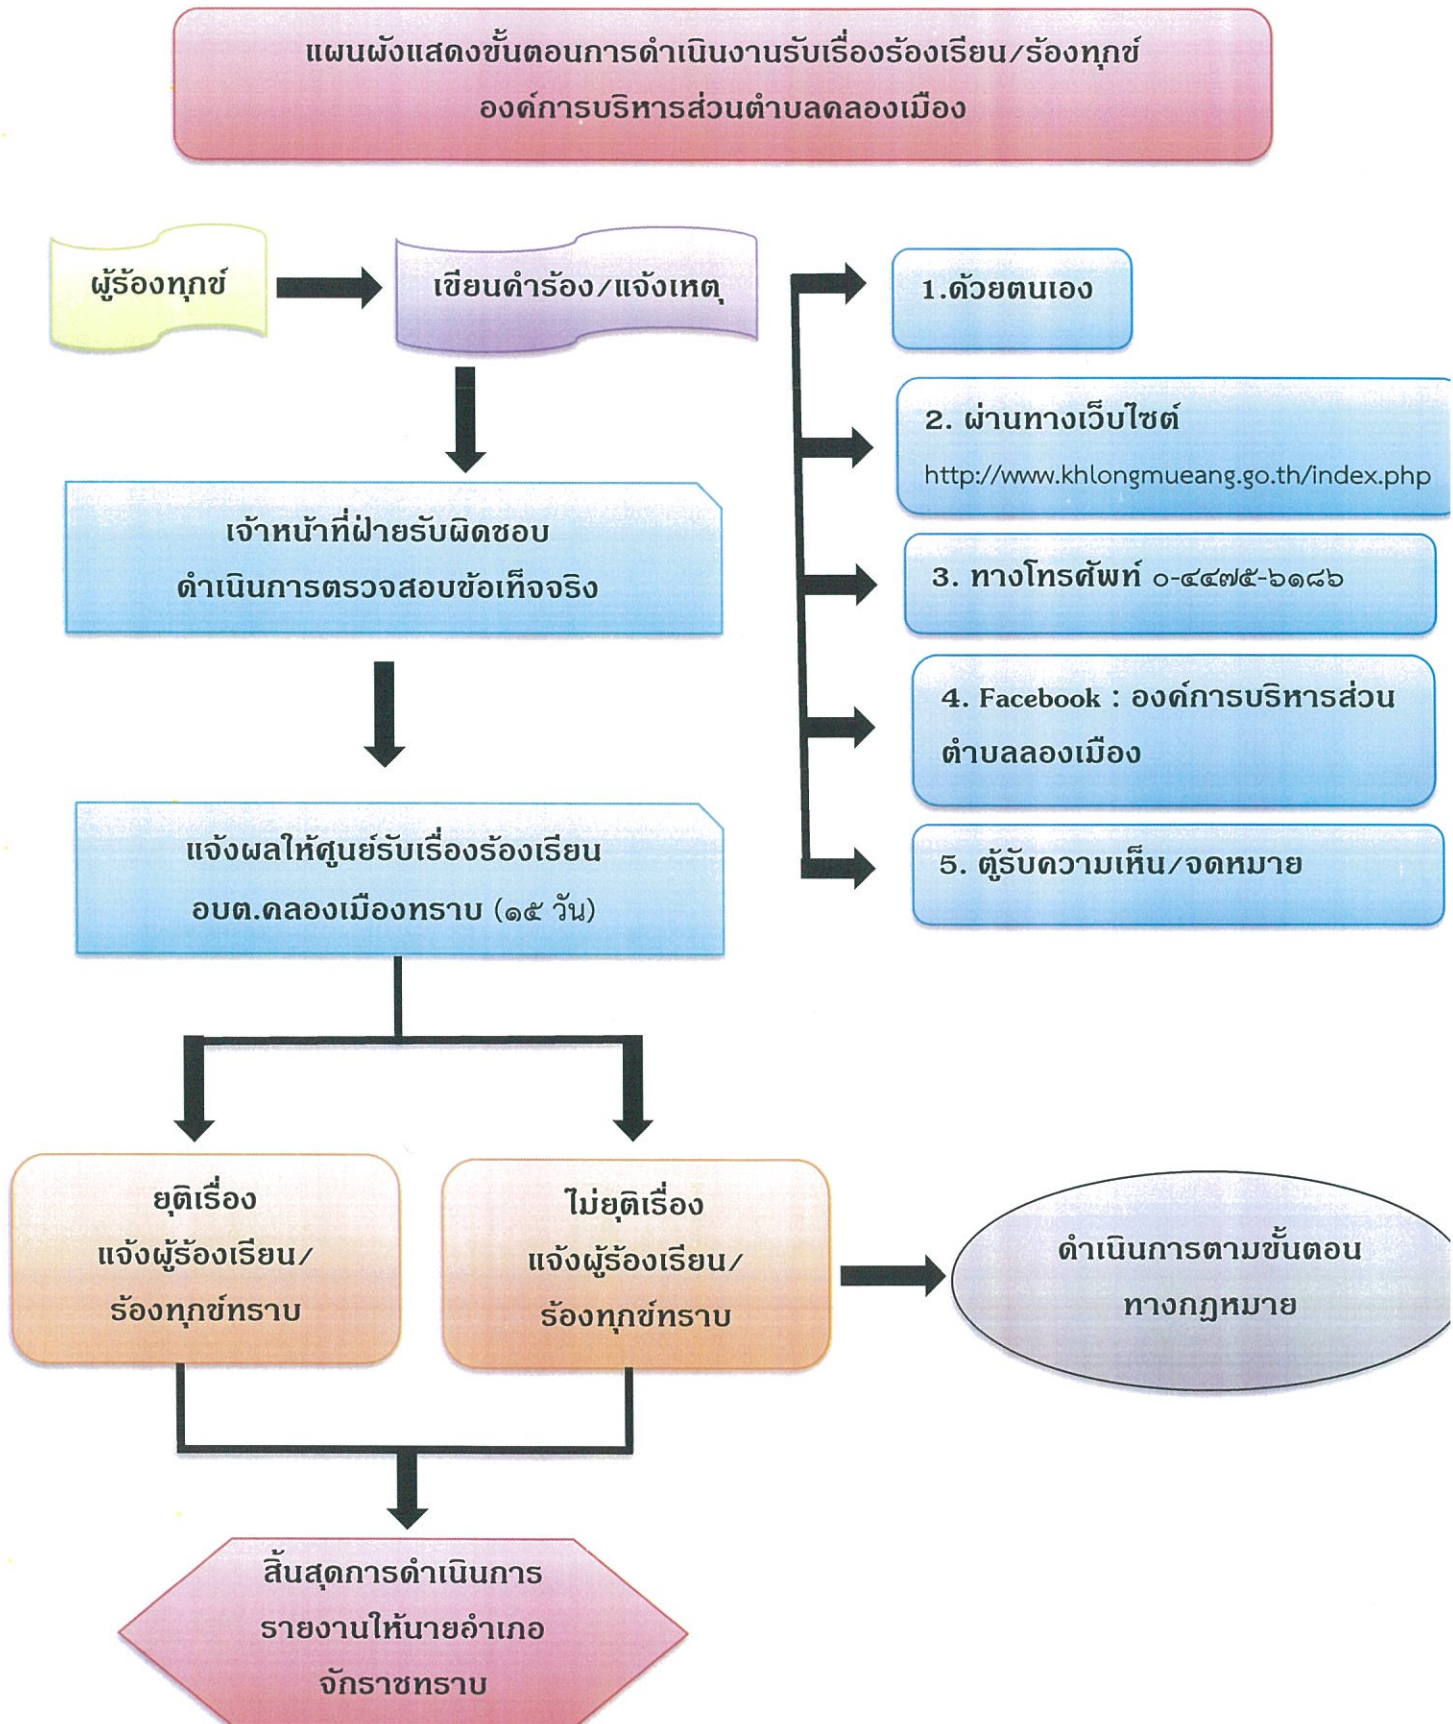 แผนผังแสดงขั้นตอนการดำเนินงานรับเรื่องร้องเรียน/ร้องทุกข์
องค์การบริหารส่วนตำบลคลองเมือง
ผู้ร้องทุกข์
เขียนคำร้อง/แจ้งเหตุ
1.ด้วยตนเอง
2. ผ่านทางเว็บไซต์
http://www.khlongmueang.go.th/index.php
3. ทางโทรศัพท์ ๐-๔๔๗๕-๖๑๘๖
4. Facebook : องค์การบริหารส่วน
ตำบลลองเมือง
5. ตู้รับความเห็น/จดหมาย
เจ้าหน้าที่ฝ่ายรับผิดชอบ
ดำเนินการตรวจสอบข้อเท็จจริง
แจ้งผลให้ศูนย์รับเรื่องร้องเรียน
อบต.คลองเมืองทราบ (๑๕ วัน)
ยุติเรื่อง
แจ้งผู้ร้องเรียน/
ร้องทุกข์ทราบ
ไม่ยุติเรื่อง
แจ้งผู้ร้องเรียน/
ร้องทุกข์ทราบ
ดำเนินการตามขั้นตอน
ทางกฎหมาย
สิ้นสุดการดำเนินการ
รายงานให้นายอำเภอ
จักราชทราบ